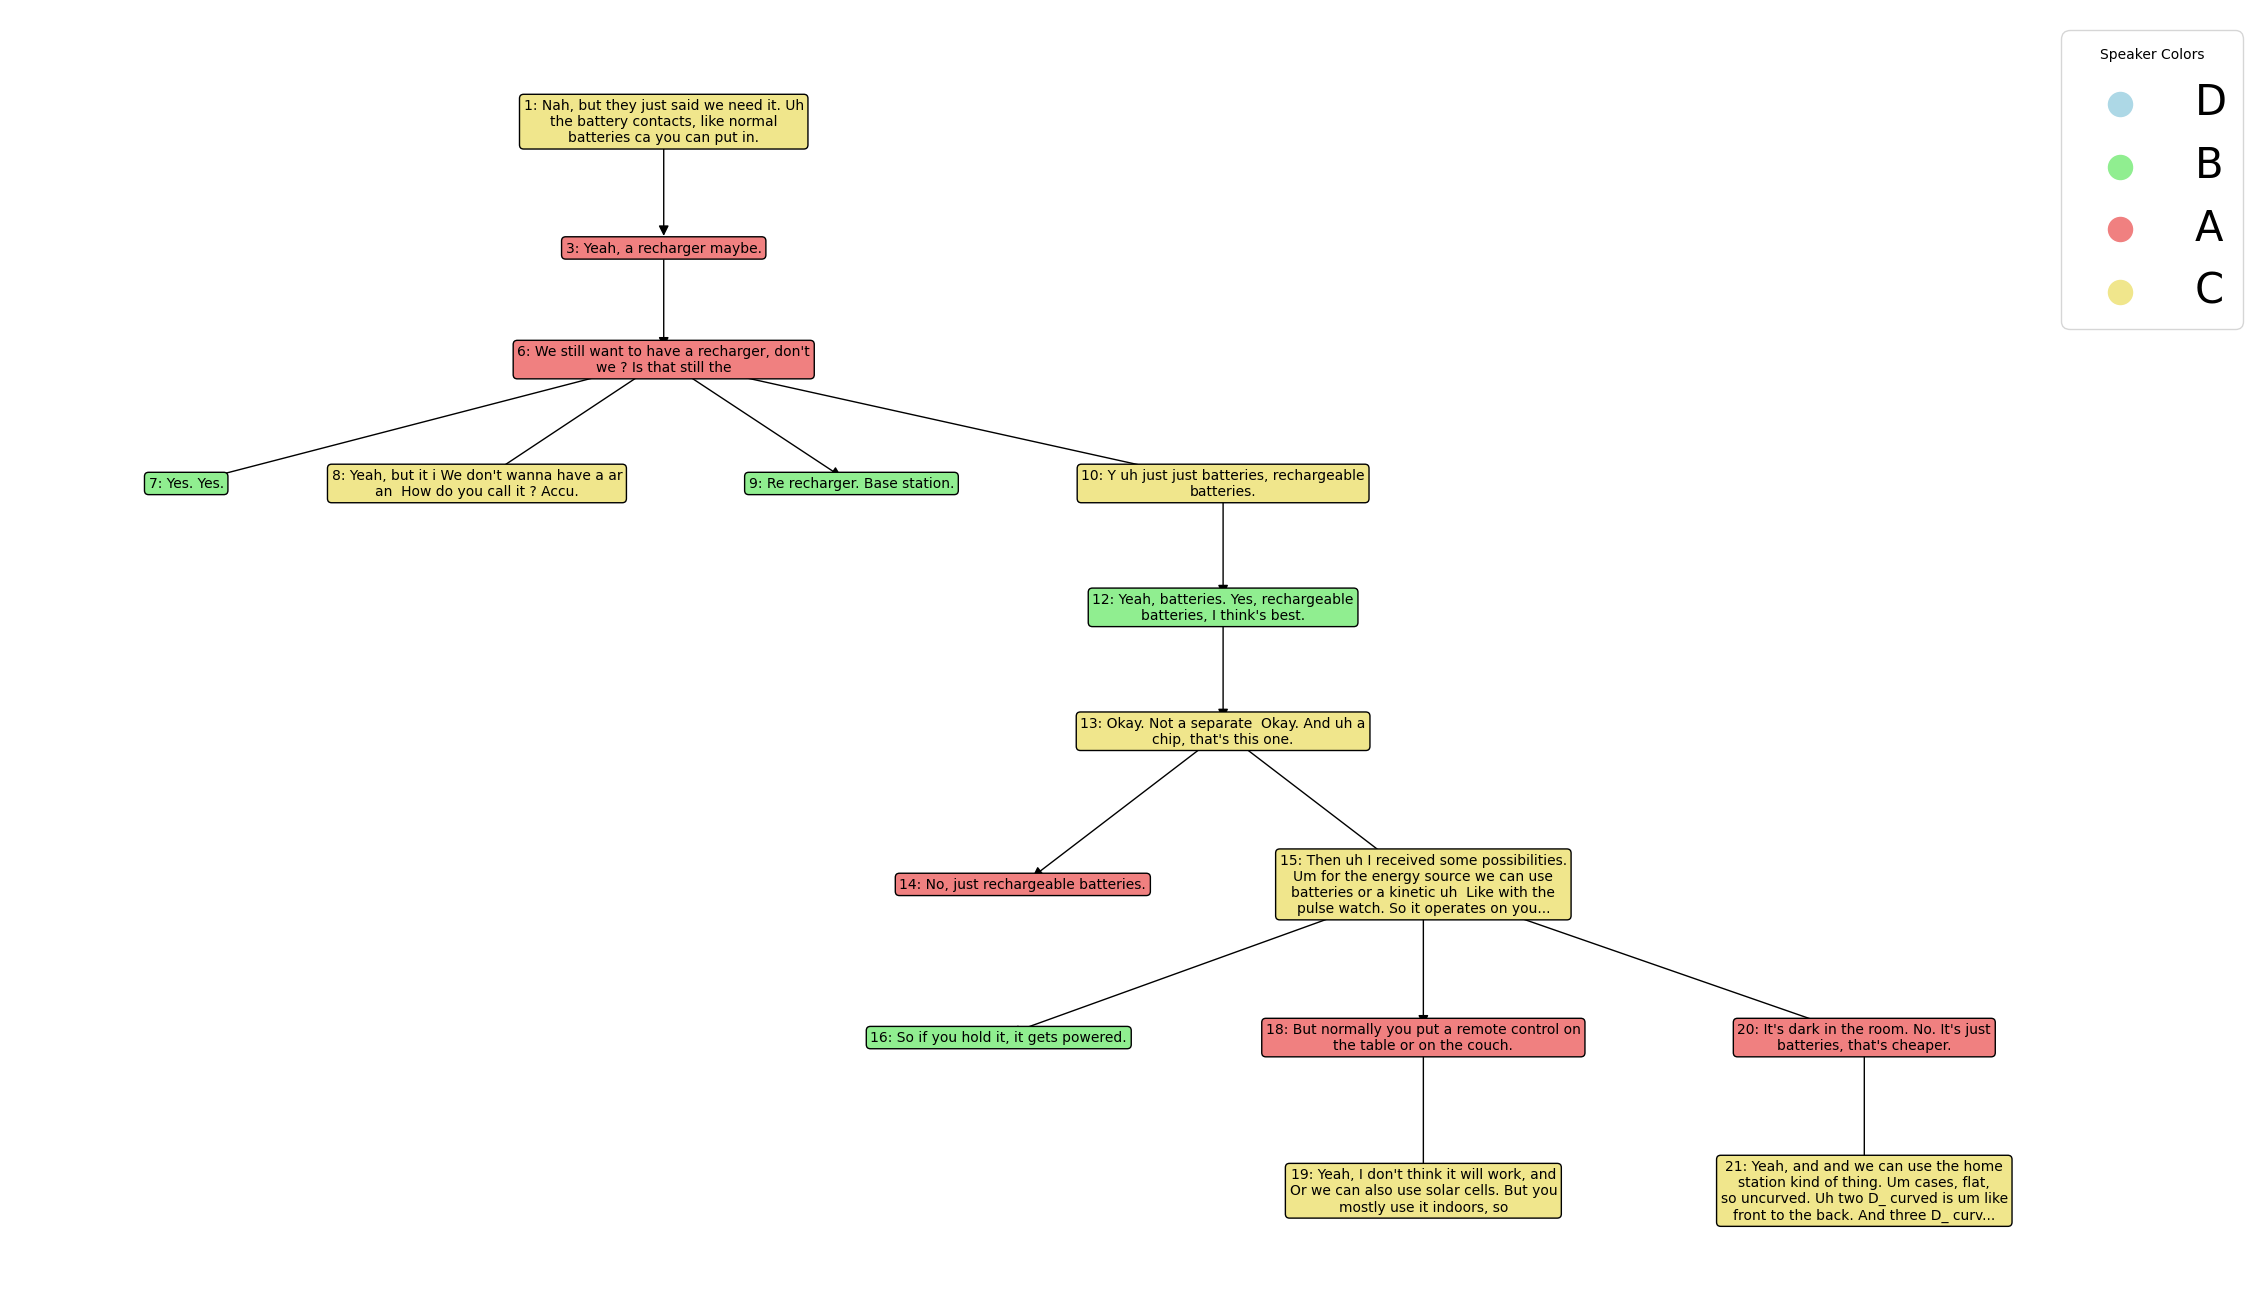 Speaker Colors
D
B
A
C
1: Nah, but they just said we need it. Uh
the battery contacts, like normal
batteries ca you can put in.
3: Yeah, a recharger maybe.
6: We still want to have a recharger, don't
we ? Is that still the
7: Yes. Yes.
8: Yeah, but it i We don't wanna have a ar
an  How do you call it ? Accu.
9: Re recharger. Base station.
10: Y uh just just batteries, rechargeable
batteries.
12: Yeah, batteries. Yes, rechargeable
batteries, I think's best.
13: Okay. Not a separate  Okay. And uh a
chip, that's this one.
14: No, just rechargeable batteries.
15: Then uh I received some possibilities.
Um for the energy source we can use
batteries or a kinetic uh  Like with the
pulse watch. So it operates on you...
16: So if you hold it, it gets powered.
18: But normally you put a remote control on
the table or on the couch.
20: It's dark in the room. No. It's just
batteries, that's cheaper.
19: Yeah, I don't think it will work, and
Or we can also use solar cells. But you
mostly use it indoors, so
21: Yeah, and and we can use the home
station kind of thing. Um cases, flat,
so uncurved. Uh two D_ curved is um like
front to the back. And three D_ curv...